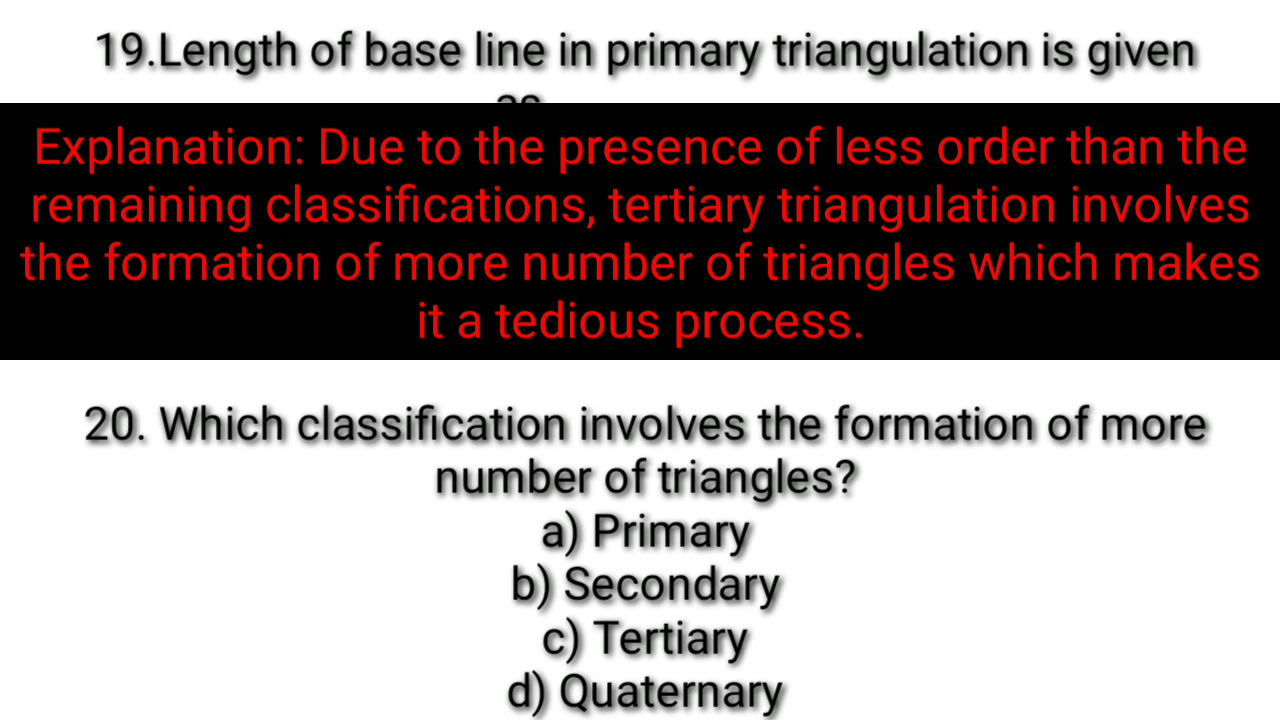 19.Length of base line in primary triangulation is given
Explanation: Due to the presence of less order than the
remaining classifications, tertiary triangulation involves
the formation of more number of triangles which makes
it a tedious process.
20. Which classification involves the formation of more
number of triangles?
a) Primary
b) Secondary
c) Tertiary
d) Quaternary